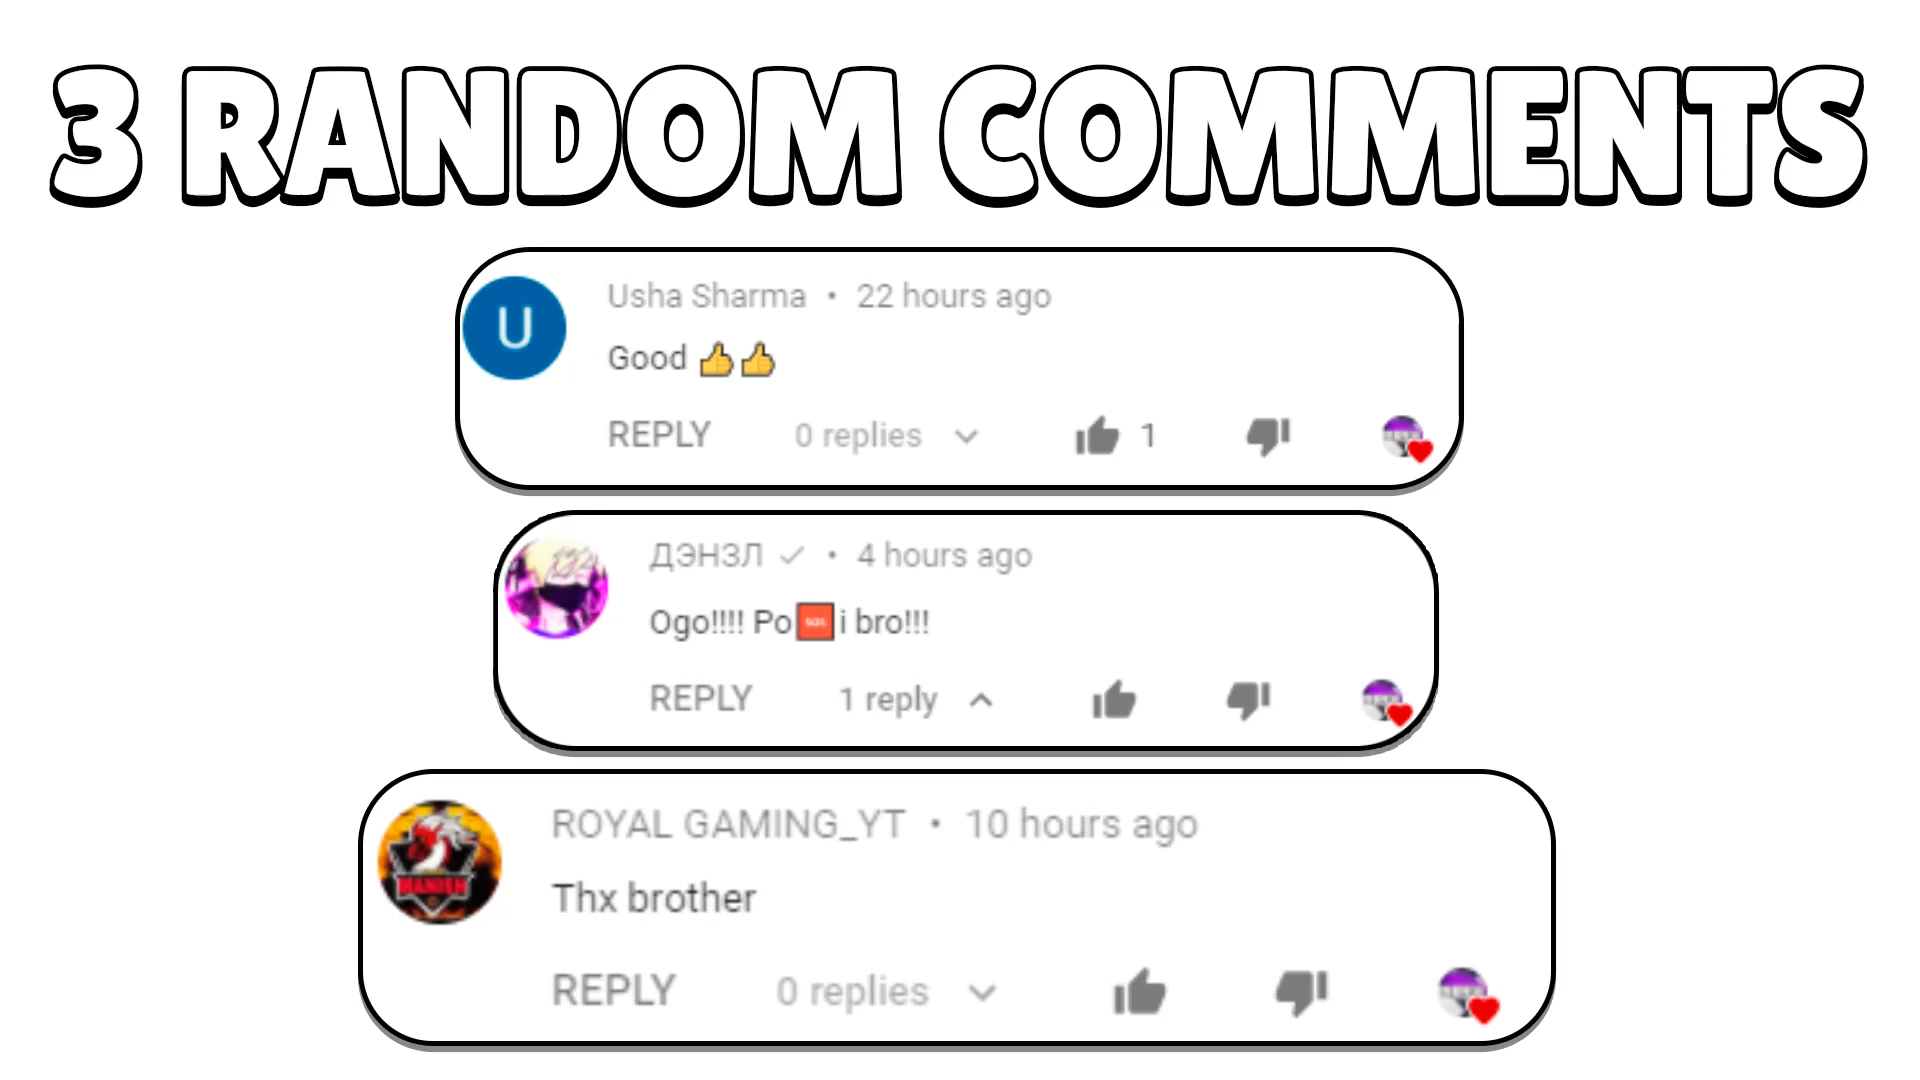 3 RANDOM COMMENTS
U
Usha Sharma • 22 hours ago
Good 👍👍
REPLY 0 replies 1
ДЭНЗЛ ✓ • 4 hours ago
Ogo!!!! Po🆘i bro!!!
REPLY 1 reply
ROYAL GAMING_YT • 10 hours ago
MANISH
Thx brother
REPLY 0 replies